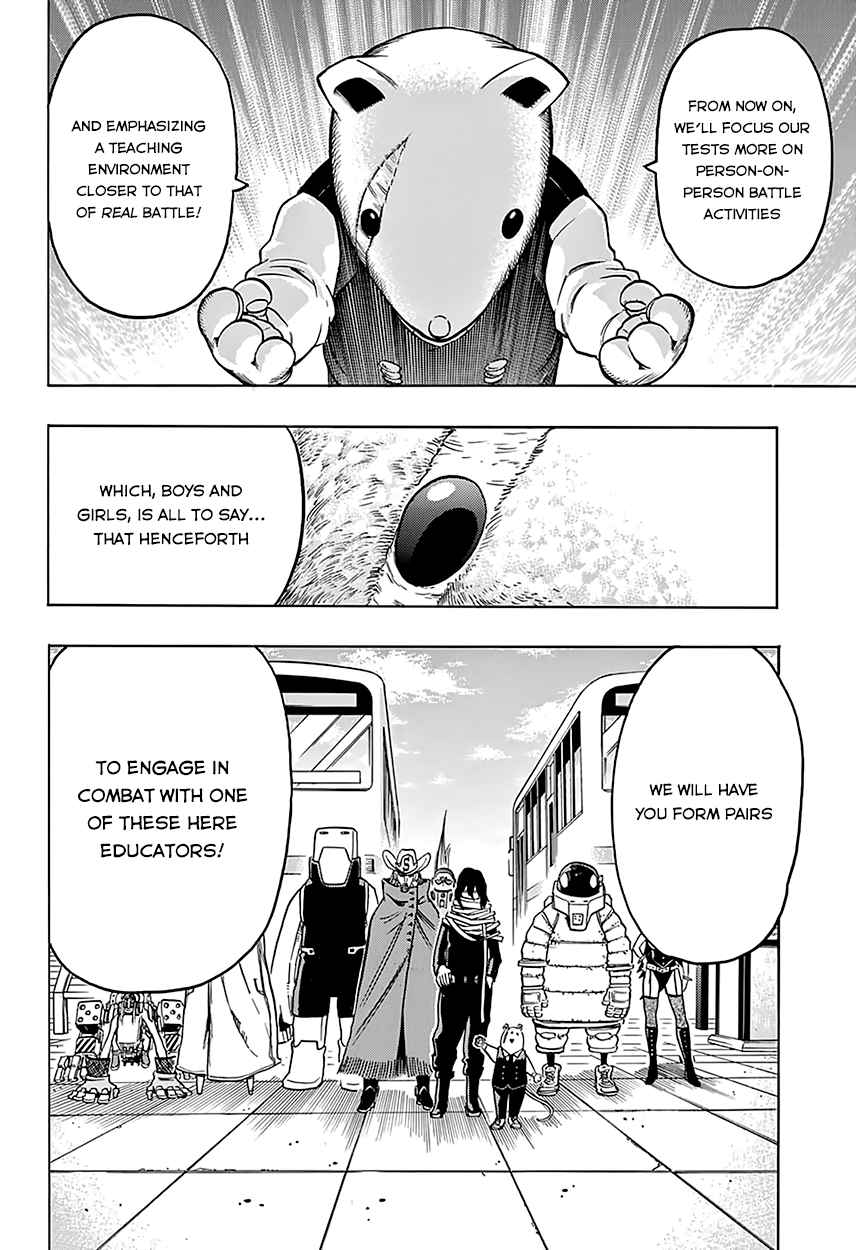 FROM NOW ON,
WE'LL FOCUS OUR
TESTS MORE ON
PERSON-ON-
PERSON BATTLE
ACTIVITIES
AND EMPHASIZING
A TEACHING
ENVIRONMENT
CLOSER TO THAT
OF REAL BATTLE!
WHICH, BOYS AND
GIRLS, IS ALL TO SAY...
THAT HENCEFORTH
WE WILL HAVE
YOU FORM PAIRS
TO ENGAGE IN
COMBAT WITH ONE
OF THESE HERE
EDUCATORS!